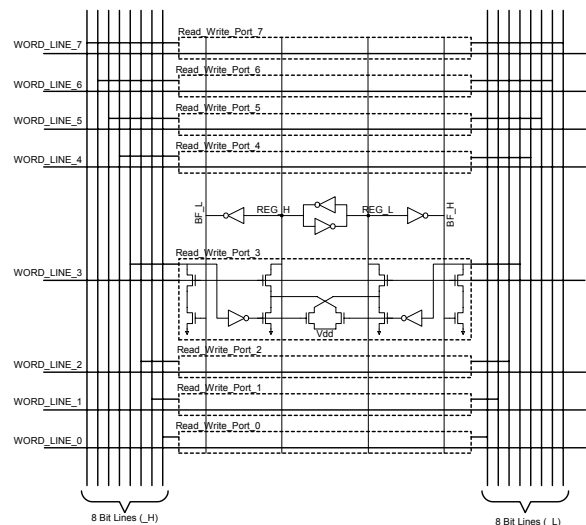 Read_Write_Port_7
WORD_LINE_7
Read_Write_Port_6
WORD_LINE_6
Read_Write_Port_5
WORD_LINE_5
Read_Write_Port_4
WORD_LINE_4
BF_L
REG_H
REG_L
BF_H
Read_Write_Port_3
WORD_LINE_3
Vdd
Read_Write_Port_2
WORD_LINE_2
Read_Write_Port_1
WORD_LINE_1
Read_Write_Port_0
WORD_LINE_0
8 Bit Lines (_H)
8 Bit Lines (_L)